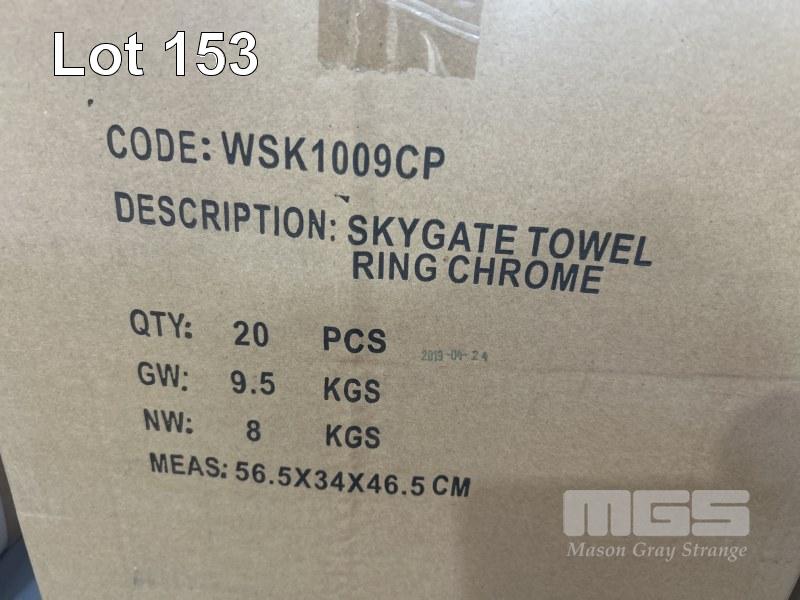 Lot 153
CODE: WSK1009CP
DESCRIPTION: SKYGATE TOWEL
RING CHROME
QTY: 20 PCS
2019-04-24
GW: 9.5 KGS
NW: 8 KGS
MEAS: 56.5X34X46.5 CM
MGS
Mason Gray Strange